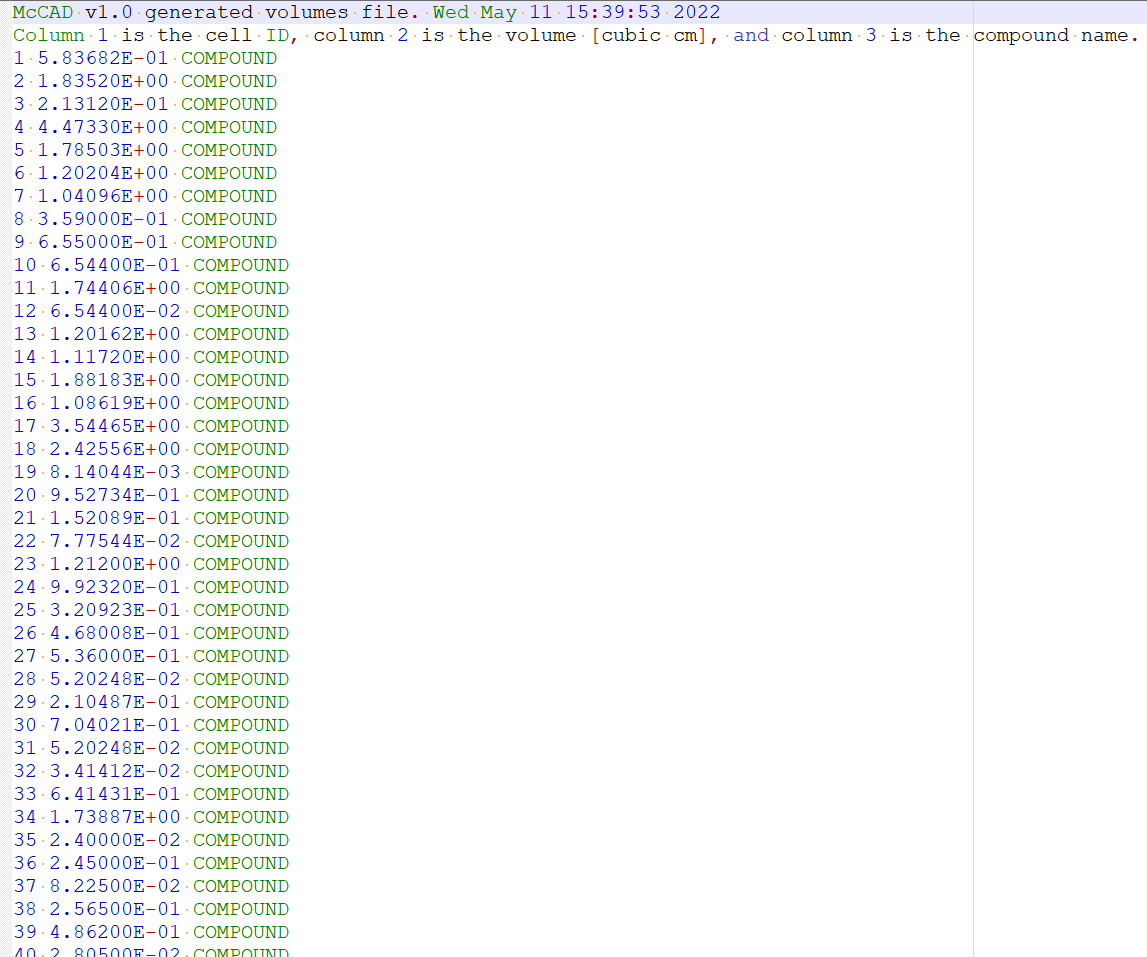 McCAD v1.0 generated volumes file. Wed May 11 15:39:53 2022
Column 1 is the cell ID, column 2 is the volume [cubic cm], and column 3 is the compound name.
1 5.83682E-01 COMPOUND
2 1.83520E+00 COMPOUND
3 2.13120E-01 COMPOUND
4 4.47330E+00 COMPOUND
5 1.78503E+00 COMPOUND
6 1.20204E+00 COMPOUND
7 1.04096E+00 COMPOUND
8 3.59000E-01 COMPOUND
9 6.55000E-01 COMPOUND
10 6.54400E-01 COMPOUND
11 1.74406E+00 COMPOUND
12 6.54400E-02 COMPOUND
13 1.20162E+00 COMPOUND
14 1.11720E+00 COMPOUND
15 1.88183E+00 COMPOUND
16 1.08619E+00 COMPOUND
17 3.54465E+00 COMPOUND
18 2.42556E+00 COMPOUND
19 8.14044E-03 COMPOUND
20 9.52734E-01 COMPOUND
21 1.52089E-01 COMPOUND
22 7.77544E-02 COMPOUND
23 1.21200E+00 COMPOUND
24 9.92320E-01 COMPOUND
25 3.20923E-01 COMPOUND
26 4.68008E-01 COMPOUND
27 5.36000E-01 COMPOUND
28 5.20248E-02 COMPOUND
29 2.10487E-01 COMPOUND
30 7.04021E-01 COMPOUND
31 5.20248E-02 COMPOUND
32 3.41412E-02 COMPOUND
33 6.41431E-01 COMPOUND
34 1.73887E+00 COMPOUND
35 2.40000E-02 COMPOUND
36 2.45000E-01 COMPOUND
37 8.22500E-02 COMPOUND
38 2.56500E-01 COMPOUND
39 4.86200E-01 COMPOUND
40 2.80500E-02 COMPOUND